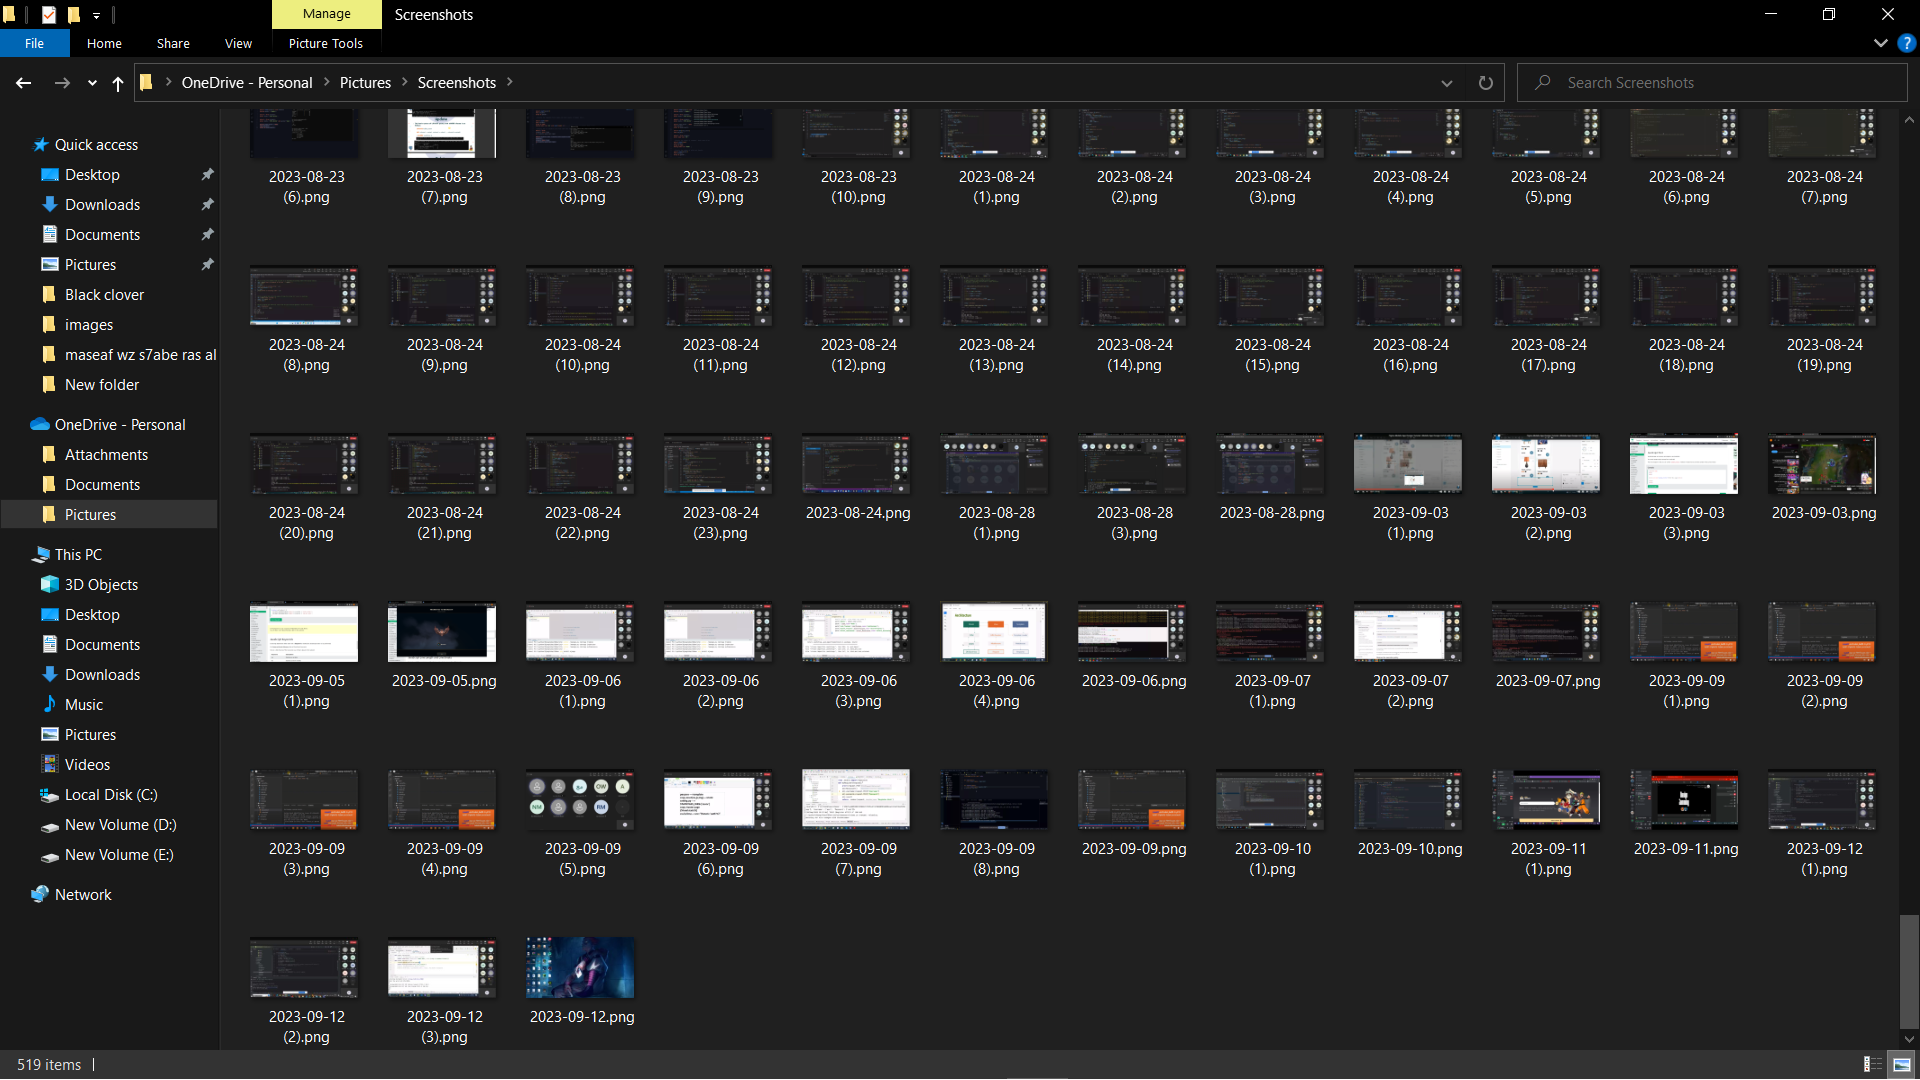 Manage
Screenshots
File
Home
Share
View
Picture Tools
OneDrive - Personal
Pictures
Screenshots
Search Screenshots
Quick access
Desktop
Downloads
Documents
Pictures
Black clover
images
maseaf wz s7abe ras al
New folder
OneDrive - Personal
Attachments
Documents
Pictures
This PC
3D Objects
Desktop
Documents
Downloads
Music
Pictures
Videos
Local Disk (C:)
New Volume (D:)
New Volume (E:)
Network
2023-08-23 (6).png
2023-08-23 (7).png
2023-08-23 (8).png
2023-08-23 (9).png
2023-08-23 (10).png
2023-08-24 (1).png
2023-08-24 (2).png
2023-08-24 (3).png
2023-08-24 (4).png
2023-08-24 (5).png
2023-08-24 (6).png
2023-08-24 (7).png
2023-08-24 (8).png
2023-08-24 (9).png
2023-08-24 (10).png
2023-08-24 (11).png
2023-08-24 (12).png
2023-08-24 (13).png
2023-08-24 (14).png
2023-08-24 (15).png
2023-08-24 (16).png
2023-08-24 (17).png
2023-08-24 (18).png
2023-08-24 (19).png
2023-08-24 (20).png
2023-08-24 (21).png
2023-08-24 (22).png
2023-08-24 (23).png
2023-08-24.png
2023-08-28 (1).png
2023-08-28 (3).png
2023-08-28.png
2023-09-03 (1).png
2023-09-03 (2).png
2023-09-03 (3).png
2023-09-03.png
2023-09-05 (1).png
2023-09-05.png
2023-09-06 (1).png
2023-09-06 (2).png
2023-09-06 (3).png
2023-09-06 (4).png
2023-09-06.png
2023-09-07 (1).png
2023-09-07 (2).png
2023-09-07.png
2023-09-09 (1).png
2023-09-09 (2).png
2023-09-09 (3).png
2023-09-09 (4).png
2023-09-09 (5).png
2023-09-09 (6).png
2023-09-09 (7).png
2023-09-09 (8).png
2023-09-09.png
2023-09-10 (1).png
2023-09-10.png
2023-09-11 (1).png
2023-09-11.png
2023-09-12 (1).png
2023-09-12 (2).png
2023-09-12 (3).png
2023-09-12.png
519 items